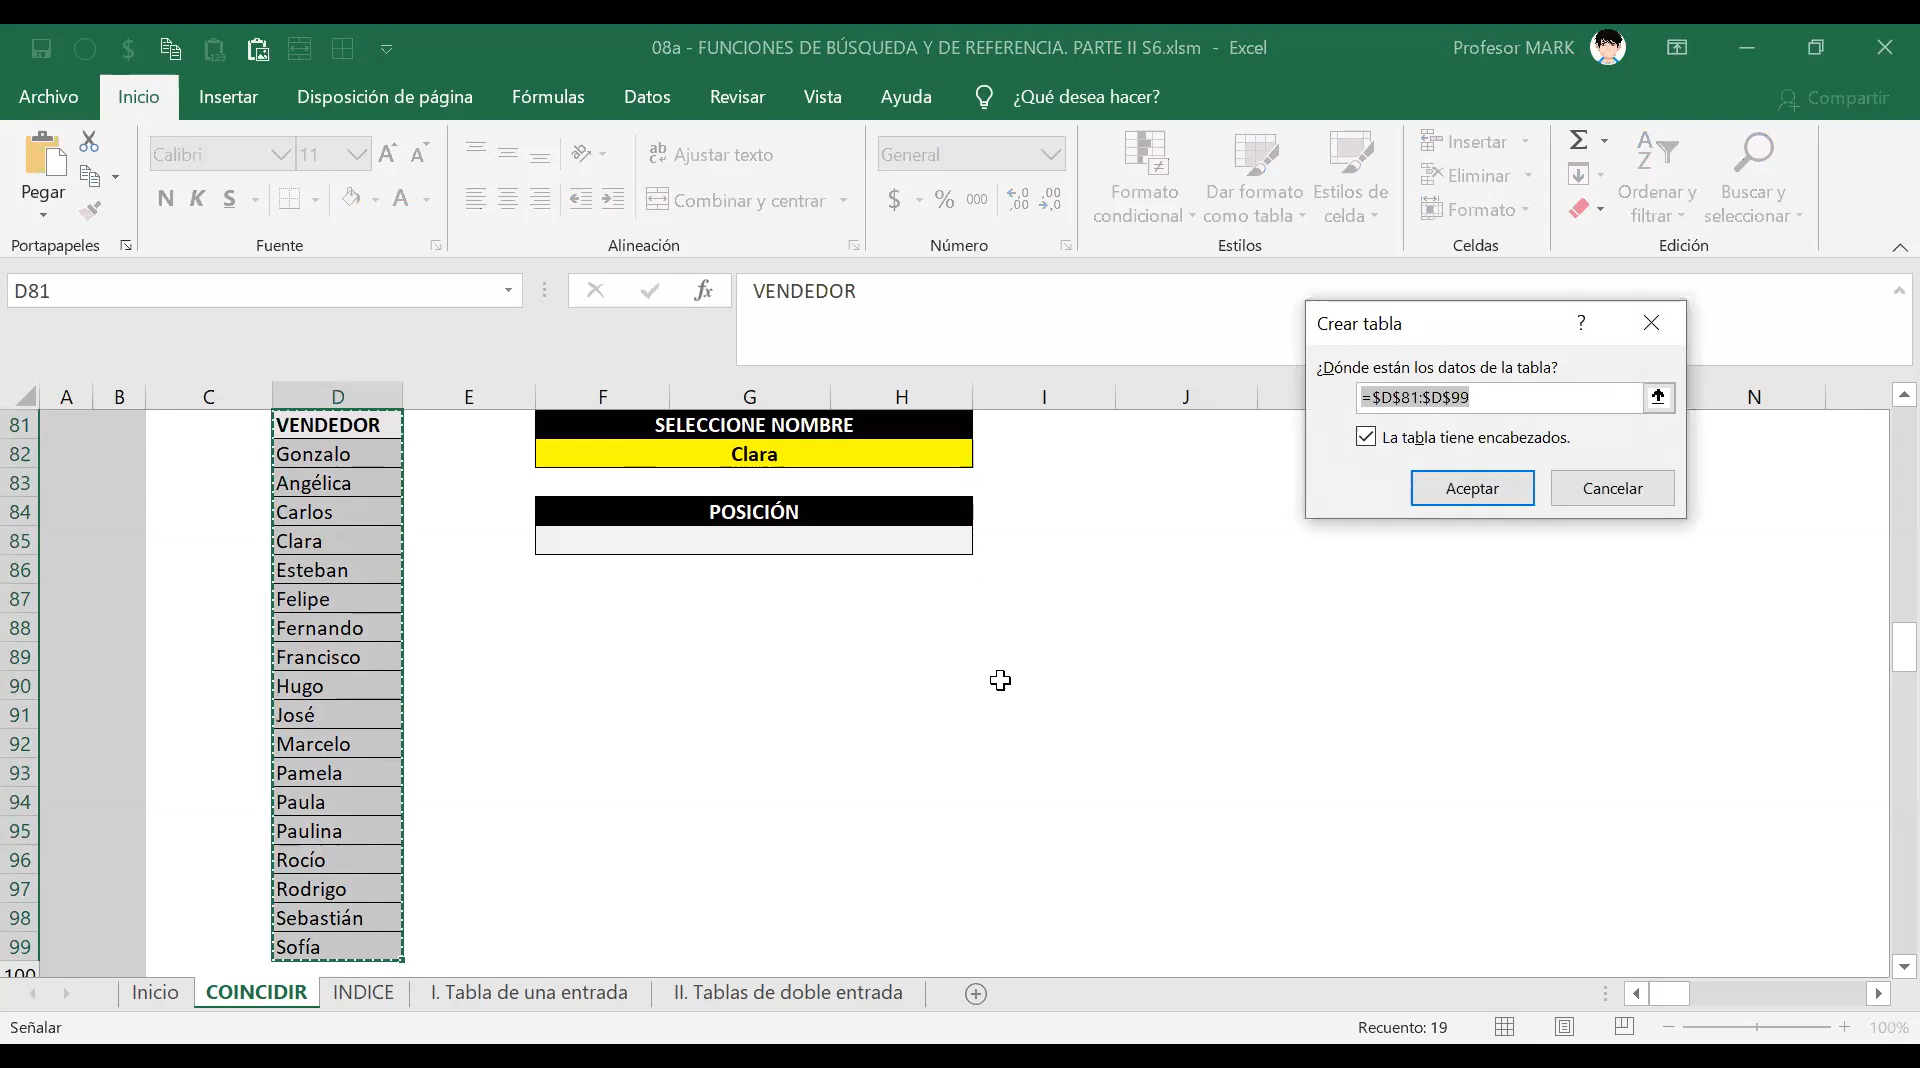 08a - FUNCIONES DE BÚSQUEDA Y DE REFERENCIA. PARTE II S6.xlsm - Excel
Profesor MARK
Archivo Inicio Insertar Disposición de página Fórmulas Datos Revisar Vista Ayuda ¿Qué desea hacer? Compartir
Pegar
Calibri 11
N K S
Ajustar texto
Combinar y centrar
General
$ % 000
Formato condicional
Dar formato como tabla
Estilos de celda
Insertar
Eliminar
Formato
Ordenar y filtrar
Buscar y seleccionar
Portapapeles Fuente Alineación Número Estilos Celdas Edición
D81
fx
VENDEDOR
Crear tabla ?
¿Dónde están los datos de la tabla?
=$D$81:$D$99
La tabla tiene encabezados.
Aceptar Cancelar
A B C D E F G H I J N
81 VENDEDOR SELECCIONE NOMBRE
82 Gonzalo Clara
83 Angélica
84 Carlos POSICIÓN
85 Clara
86 Esteban
87 Felipe
88 Fernando
89 Francisco
90 Hugo
91 José
92 Marcelo
93 Pamela
94 Paula
95 Paulina
96 Rocío
97 Rodrigo
98 Sebastián
99 Sofía
100
Inicio COINCIDIR INDICE I. Tabla de una entrada II. Tablas de doble entrada
Señalar Recuento: 19 100%